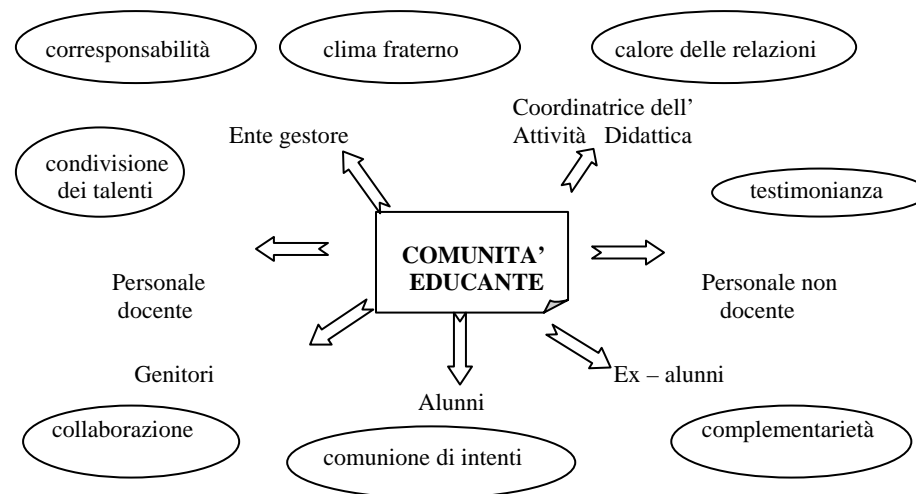 corresponsabilità
clima fraterno
calore delle relazioni
Coordinatrice dell’
Attività Didattica
Ente gestore
condivisione
dei talenti
testimonianza
COMUNITA’
EDUCANTE
Personale
docente
Personale non
docente
Genitori
Ex – alunni
Alunni
collaborazione
comunione di intenti
complementarietà